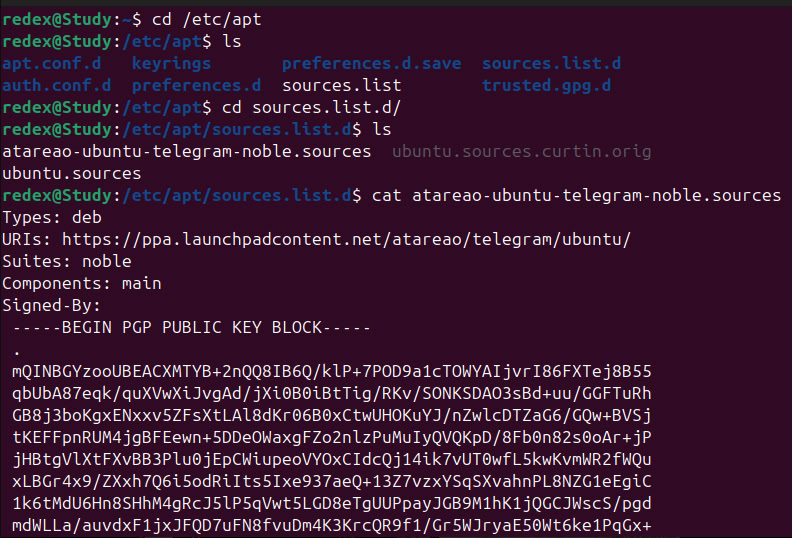 redex@Study:~$ cd /etc/apt
redex@Study:/etc/apt$ ls
apt.conf.d   keyrings       preferences.d.save  sources.list.d
auth.conf.d  preferences.d  sources.list        trusted.gpg.d
redex@Study:/etc/apt$ cd sources.list.d/
redex@Study:/etc/apt/sources.list.d$ ls
atareao-ubuntu-telegram-noble.sources  ubuntu.sources.curtin.orig
ubuntu.sources
redex@Study:/etc/apt/sources.list.d$ cat atareao-ubuntu-telegram-noble.sources
Types: deb
URIs: https://ppa.launchpadcontent.net/atareao/telegram/ubuntu/
Suites: noble
Components: main
Signed-By:
 -----BEGIN PGP PUBLIC KEY BLOCK-----
 .
 mQINBGYzooUBEACXMTYB+2nQQ8IB6Q/klP+7POD9a1cTOWYAIjvrI86FXTej8B55
 qbUbA87eqk/quXVwXiJvgAd/jXi0B0iBtTig/RKv/SONKSDAO3sBd+uu/GGFTuRh
 GB8j3boKgxENxxv5ZFsXtLAl8dKr06B0xCtwUHOKuYJ/nZwlcDTZaG6/GQw+BVSj
 tKEFFpnRUM4jgBFEewn+5DDeOWaxgFZo2nlzPuMuIyQVQKpD/8Fb0n82s0oAr+jP
 jHBtgVlXtFXvBB3Plu0jEpCWiupeoVYOxCIdcQj14ik7vUT0wfL5kwKvmWR2fWQu
 xLBGr4x9/ZXxh7Q6i5odRiIts5Ixe937aeQ+13Z7vzxYSqSXvahnPL8NZG1eEgiC
 1k6tMdU6Hn8SHhM4gRcJ5lP5qVwt5LGD8eTgUUPpayJGB9M1hK1jQGCJWscS/pgd
 mdWLLa/auvdxF1jxJFQD7uFN8fvuDm4K3KrcQR9f1/Gr5WJryaE50Wt6ke1PqGx+